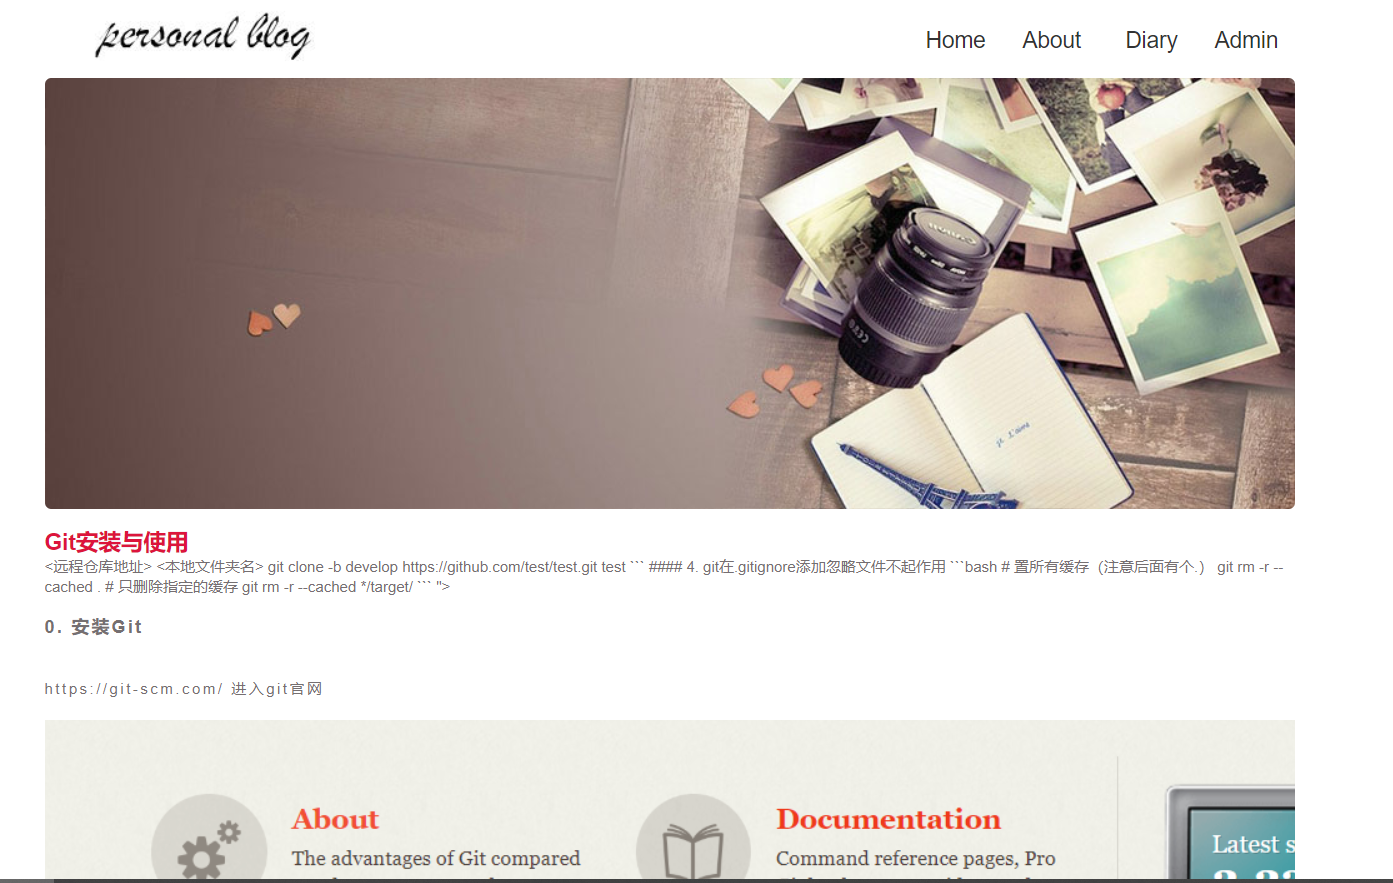 personal blog
Home About Diary Admin
Canon
je t'aime
Git安装与使用
<远程仓库地址> <本地文件夹名> git clone -b develop https://github.com/test/test.git test ``` #### 4. git在.gitignore添加忽略文件不起作用 ```bash # 置所有缓存（注意后面有个.） git rm -r --
cached . # 只删除指定的缓存 git rm -r --cached */target/ ``` ">
0. 安装Git
https://git-scm.com/ 进入git官网
About
The advantages of Git compared
Documentation
Command reference pages, Pro
Latest s